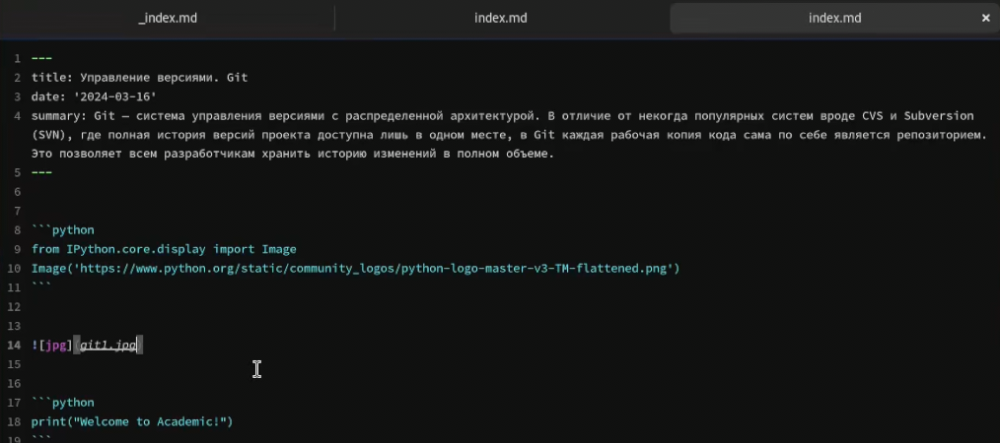 _index.md
index.md
index.md ×
1 ---
2 title: Управление версиями. Git
3 date: '2024-03-16'
4 summary: Git — система управления версиями с распределенной архитектурой. В отличие от некогда популярных систем вроде CVS и Subversion
(SVN), где полная история версий проекта доступна лишь в одном месте, в Git каждая рабочая копия кода сама по себе является репозиторием.
Это позволяет всем разработчикам хранить историю изменений в полном объеме.
5 ---
6
7
8 ```python
9 from IPython.core.display import Image
10 Image('https://www.python.org/static/community_logos/python-logo-master-v3-TM-flattened.png')
11 ```
12
13
14 ![jpg](git1.jpg)
15
16
17 ```python
18 print("Welcome to Academic!")
19 ```